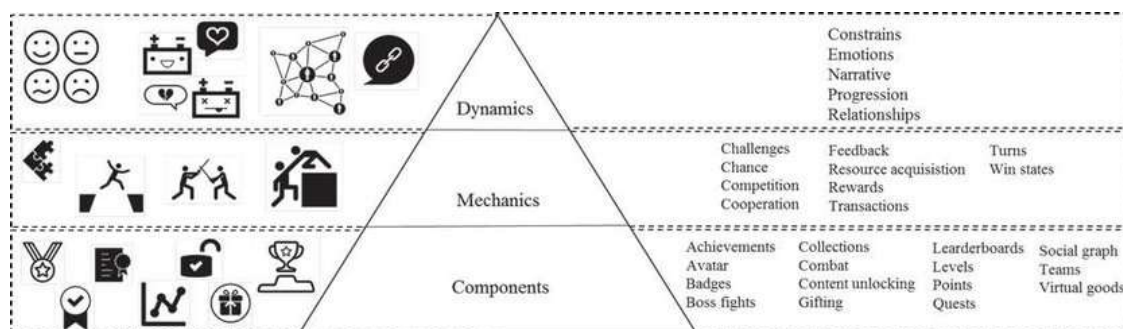 Dynamics
Constrains
Emotions
Narrative
Progression
Relationships
Mechanics
Challenges
Chance
Competition
Cooperation
Feedback
Resource acquisistion
Rewards
Transactions
Turns
Win states
Components
Achievements
Avatar
Badges
Boss fights
Collections
Combat
Content unlocking
Gifting
Learderboards
Levels
Points
Quests
Social graph
Teams
Virtual goods